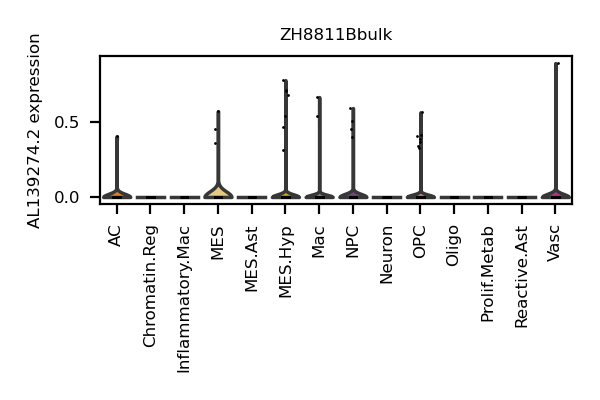 ZH8811Bbulk
AL139274.2 expression
0.5
0.0
AC
Chromatin.Reg
Inflammatory.Mac
MES
MES.Ast
MES.Hyp
Mac
NPC
Neuron
OPC
Oligo
Prolif.Metab
Reactive.Ast
Vasc